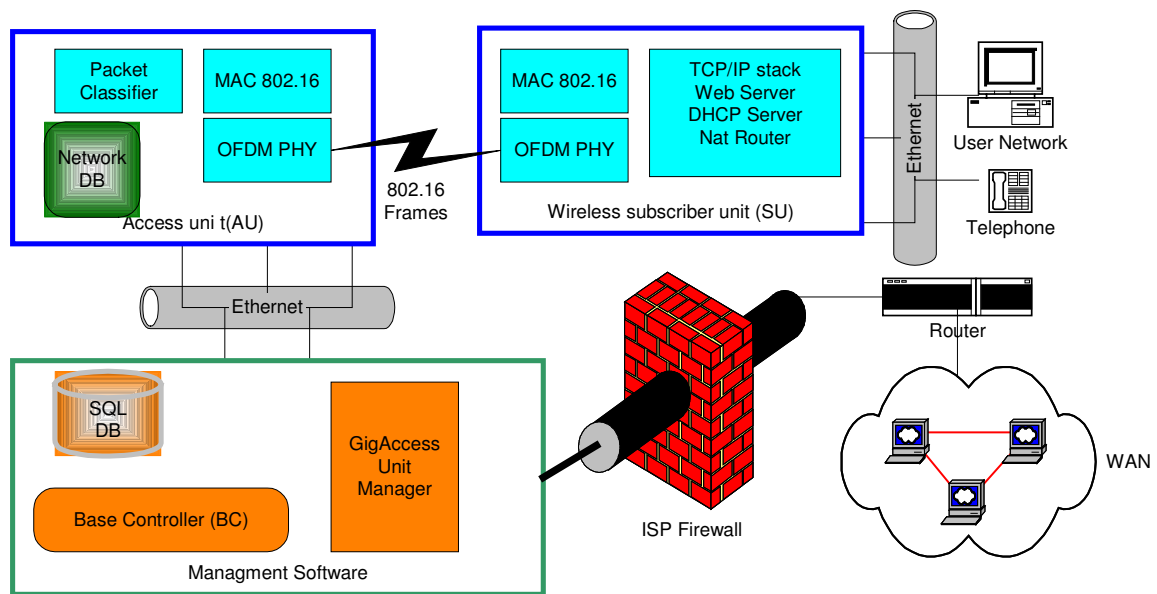 Packet
Classifier
MAC 802.16
Network
DB
OFDM PHY
Access uni t(AU)
802.16
Frames
MAC 802.16
OFDM PHY
TCP/IP stack
Web Server
DHCP Server
Nat Router
Wireless subscriber unit (SU)
Ethernet
User Network
Telephone
Ethernet
SQL
DB
GigAccess
Unit
Manager
Base Controller (BC)
Managment Software
ISP Firewall
Router
WAN